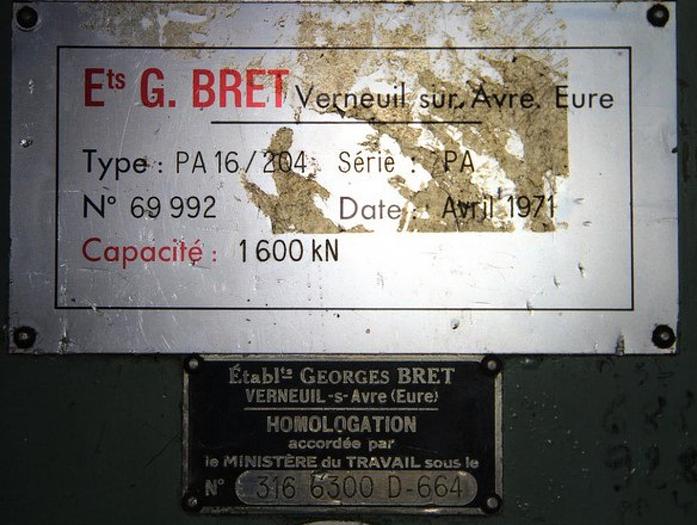 Ets G. BRET Verneuil sur Avre. Eure
Type : PA 16/204 Série : PA
N° 69 992 Date : Avril 1971
Capacité : 1 600 kN
Établts GEORGES BRET
VERNEUIL-s-Avre (Eure)
HOMOLOGATION
accordée par
le MINISTÈRE du TRAVAIL sous le
N° 316 6300 D-664